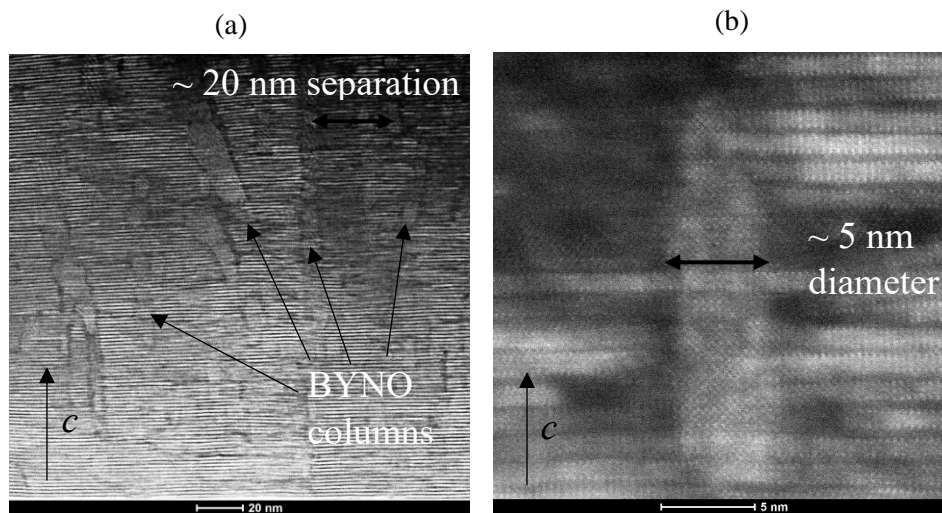 (a)
~ 20 nm separation
BYNO
columns
c
20 nm
(b)
~ 5 nm
diameter
c
5 nm